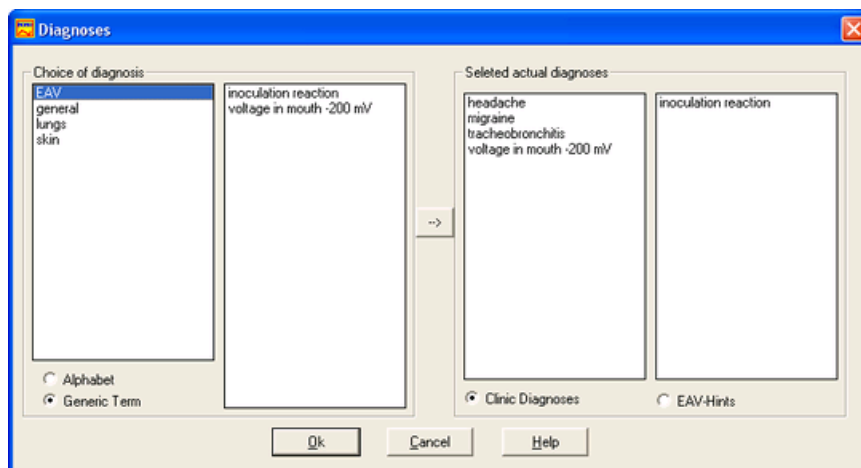 Diagnoses
Choice of diagnosis
EAV
general
lungs
skin
inoculation reaction
voltage in mouth -200 mV
Alphabet
Generic Term
-->
Seleted actual diagnoses
headache
migraine
tracheobronchitis
voltage in mouth -200 mV
inoculation reaction
Clinic Diagnoses
EAV-Hints
Ok
Cancel
Help